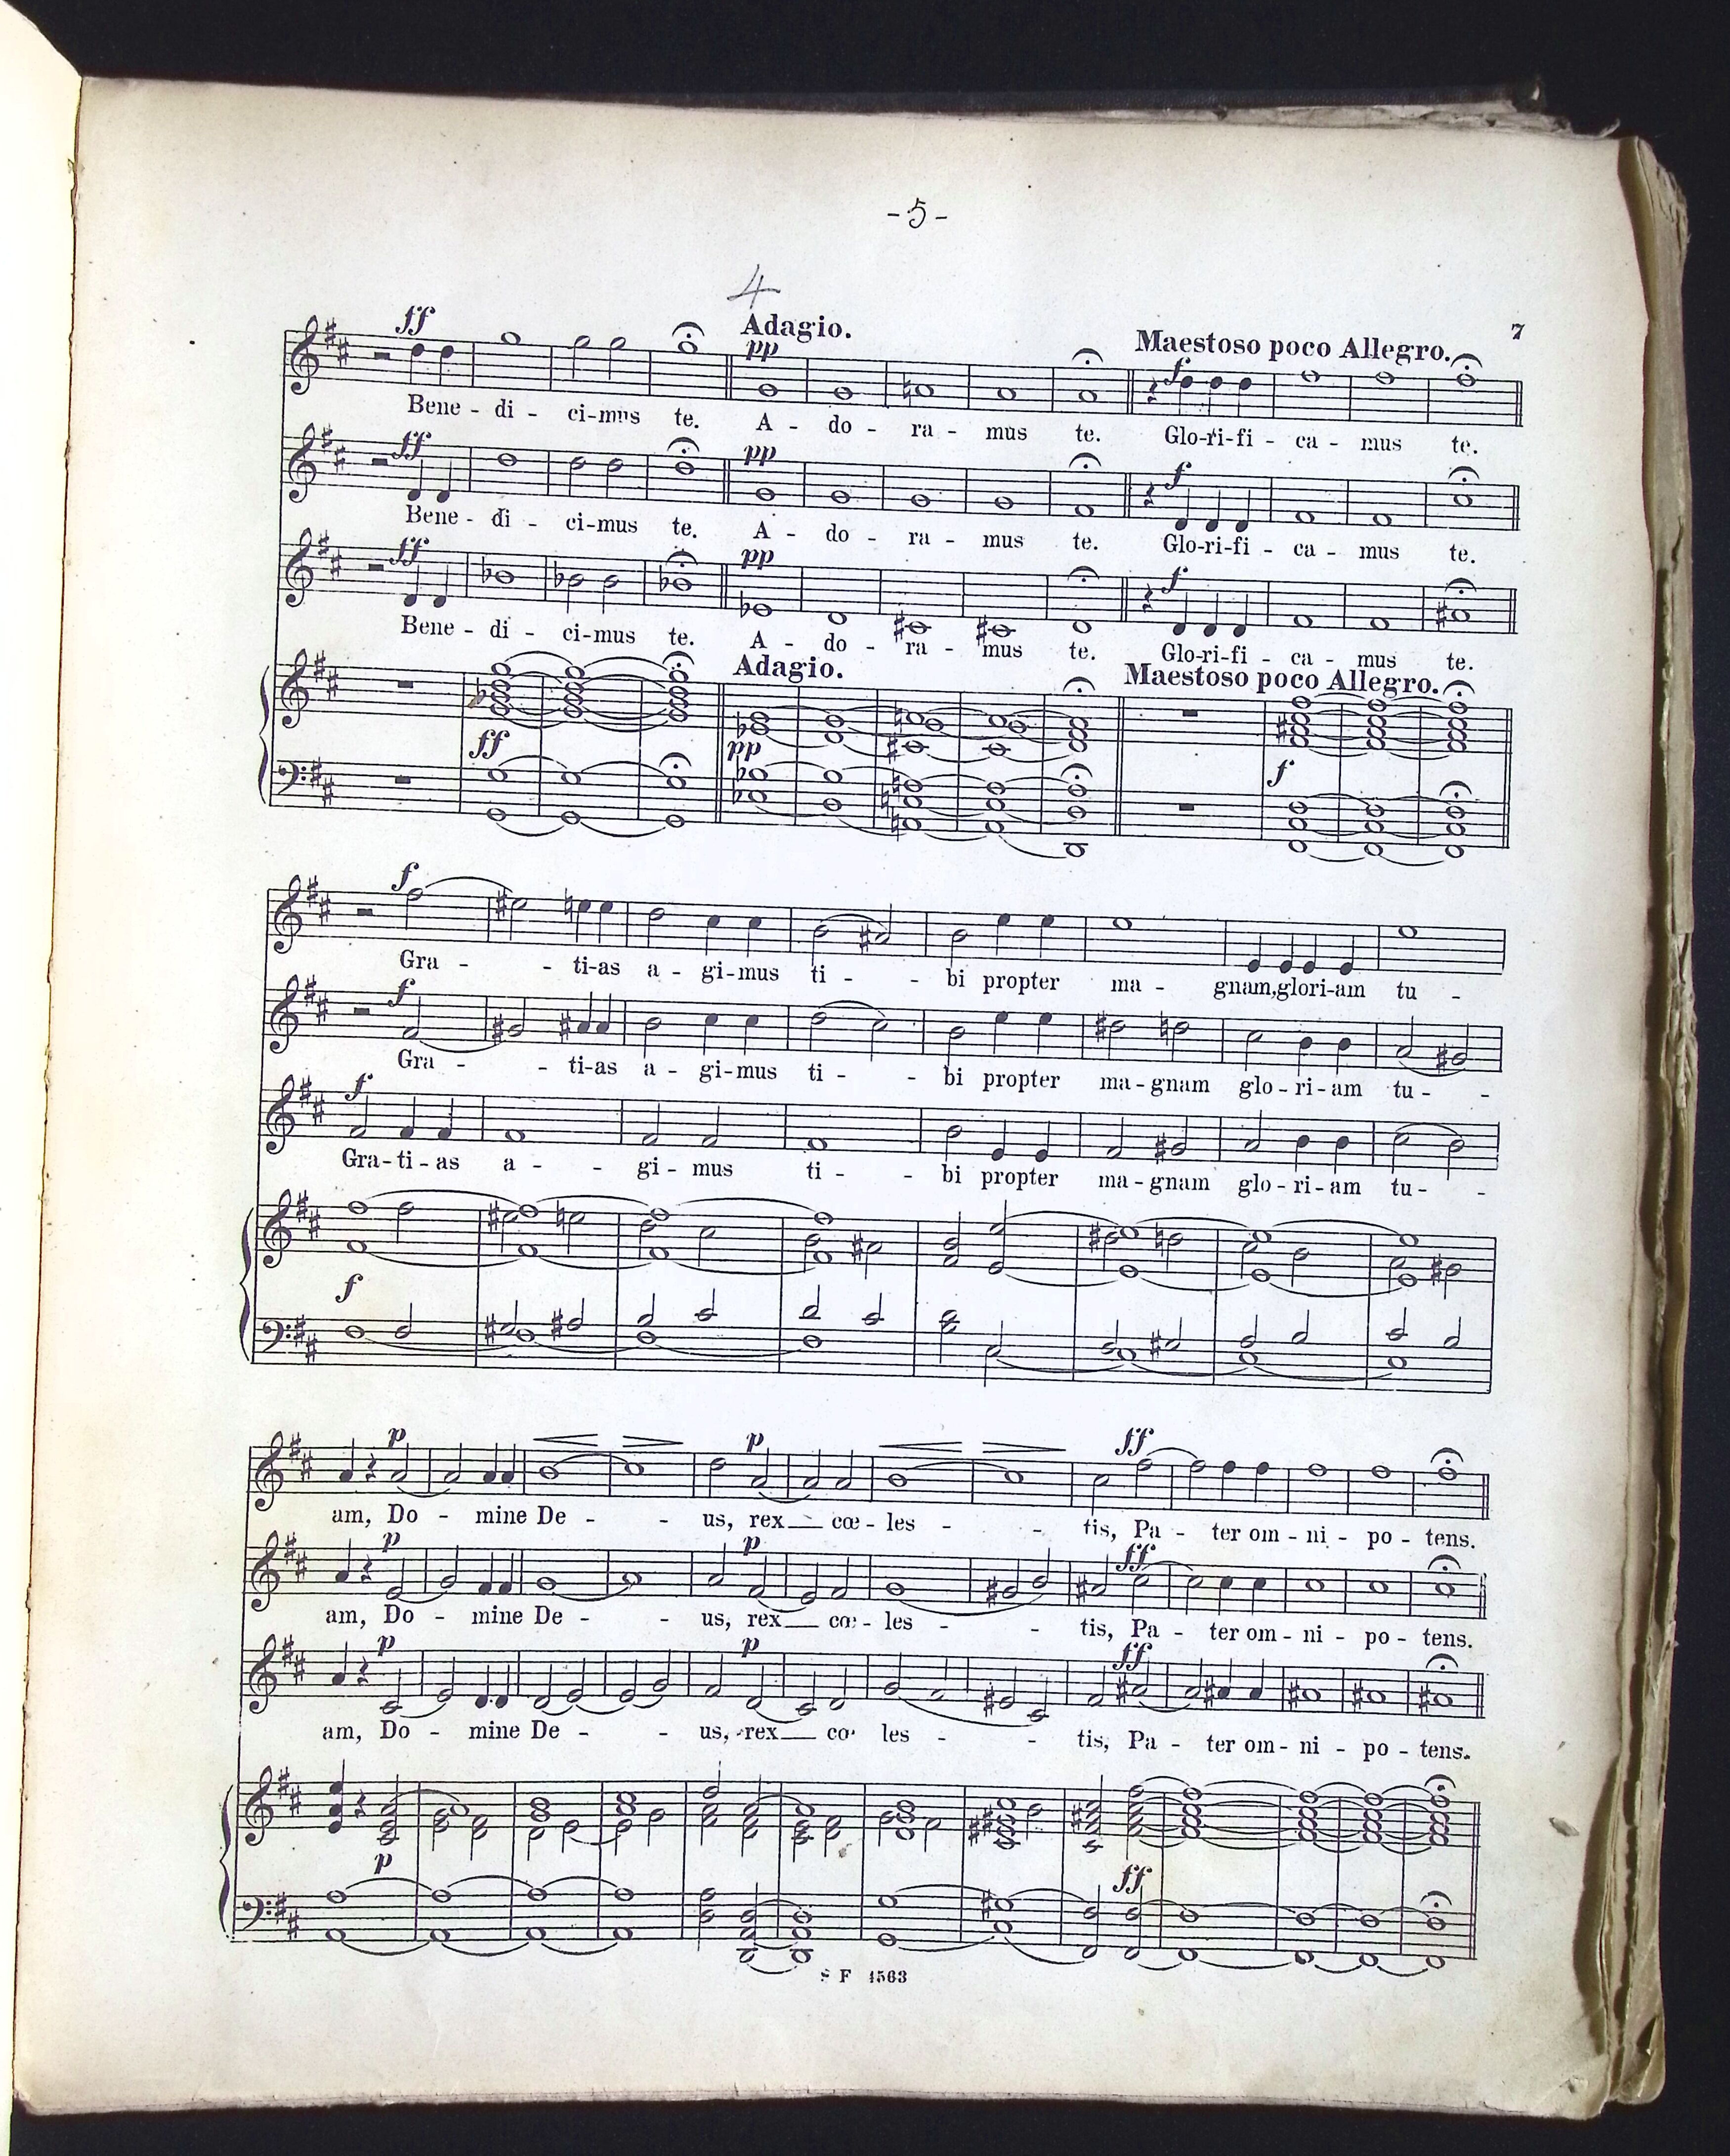 -5-
4
7
ff Adagio. pp Maestoso poco Allegro. f
Bene - di - ci-mus te. A - do - ra - mus te. Glo-ri-fi - ca - mus te.
ff pp f
Bene - di - ci-mus te. A - do - ra - mus te. Glo-ri-fi - ca - mus te.
ff pp f
Bene - di - ci-mus te. A - do - ra - mus te. Glo-ri-fi - ca - mus te.
Adagio. Maestoso poco Allegro.
ff pp f
f
Gra - - ti-as a - gi-mus ti - - bi propter ma - gnam,glori-am tu -
f
Gra - - ti-as a - gi-mus ti - - bi propter ma-gnam glo-ri-am tu - -
f
Gra-ti-as a - - gi-mus ti - - bi propter ma-gnam glo-ri-am tu - -
f
p p ff
am, Do - mine De - - us, rex cœ-les - - tis, Pa - ter om-ni - po - tens.
p p ff
am, Do - mine De - - us, rex cœ-les - - tis, Pa - ter om-ni - po - tens.
p p ff
am, Do - mine De - - us, rex les - - tis, Pa - ter om-ni - po - tens.
p ff
S F 1563